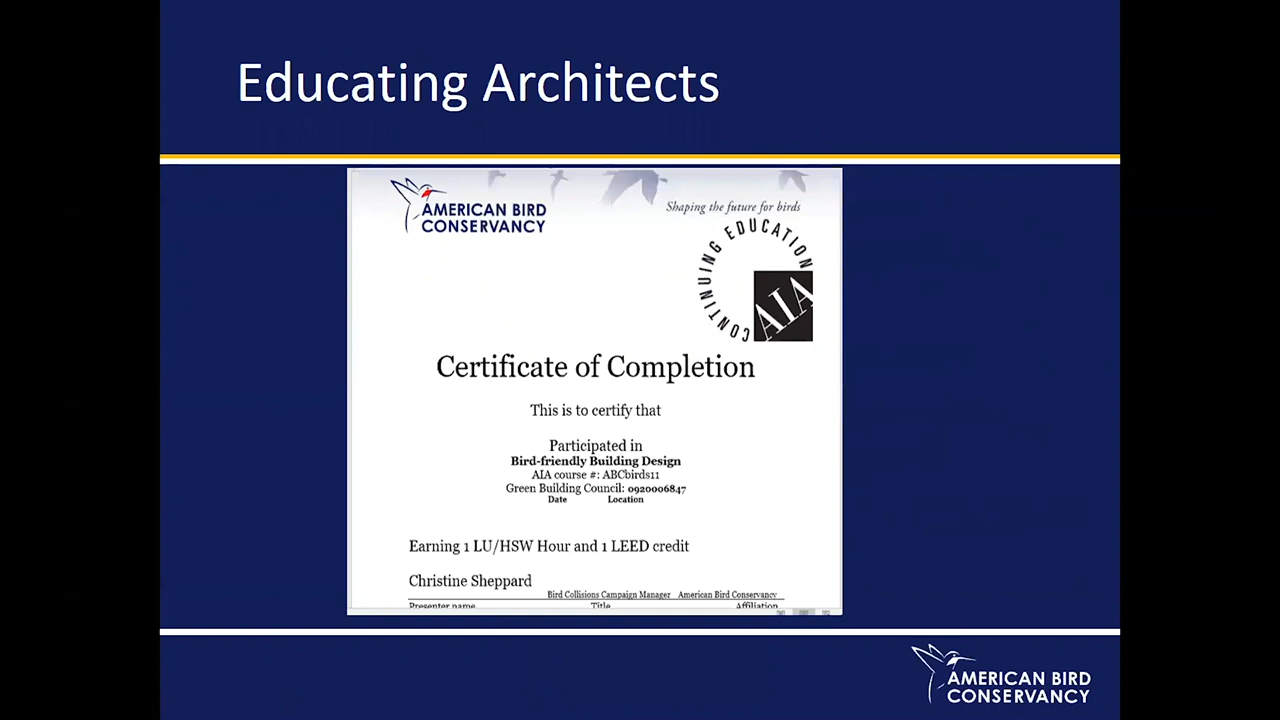 Educating Architects
AMERICAN BIRD
CONSERVANCY
Shaping the future for birds
CONTINUING EDUCATION
AIA
Certificate of Completion
This is to certify that
Participated in
Bird-friendly Building Design
AIA course #: ABCbirds11
Green Building Council: 0920006847
Date Location
Earning 1 LU/HSW Hour and 1 LEED credit
Christine Sheppard
Bird Collisions Campaign Manager American Bird Conservancy
Presenter name Title Affiliation
AMERICAN BIRD
CONSERVANCY